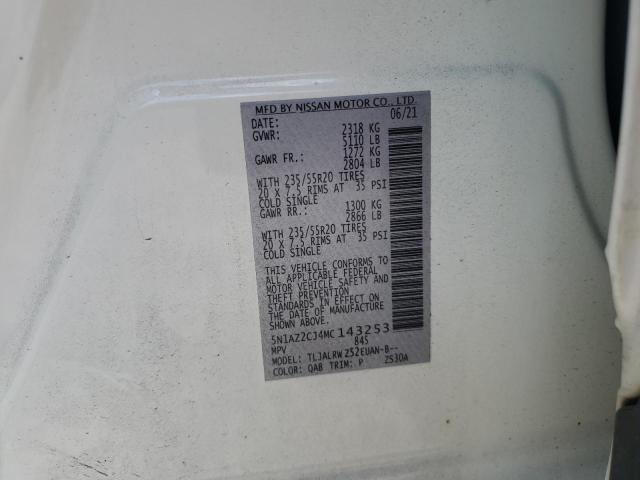 MFD BY NISSAN MOTOR CO., LTD.
DATE: 06/21
GVWR: 2318 KG
5110 LB
GAWR FR.: 1272 KG
2804 LB
WITH 235/55R20 TIRES
20 X 7.5 RIMS AT 35 PSI
COLD SINGLE
GAWR RR.: 1300 KG
2866 LB
WITH 235/55R20 TIRES
20 X 7.5 RIMS AT 35 PSI
COLD SINGLE
THIS VEHICLE CONFORMS TO
ALL APPLICABLE FEDERAL
MOTOR VEHICLE SAFETY AND
THEFT PREVENTION
STANDARDS IN EFFECT ON
THE DATE OF MANUFACTURE
SHOWN ABOVE.
5N1AZ2CJ4MC143253
MPV 845
MODEL: TLJALRWZ52EUAN-B--
COLOR: QAB TRIM: P Z530A